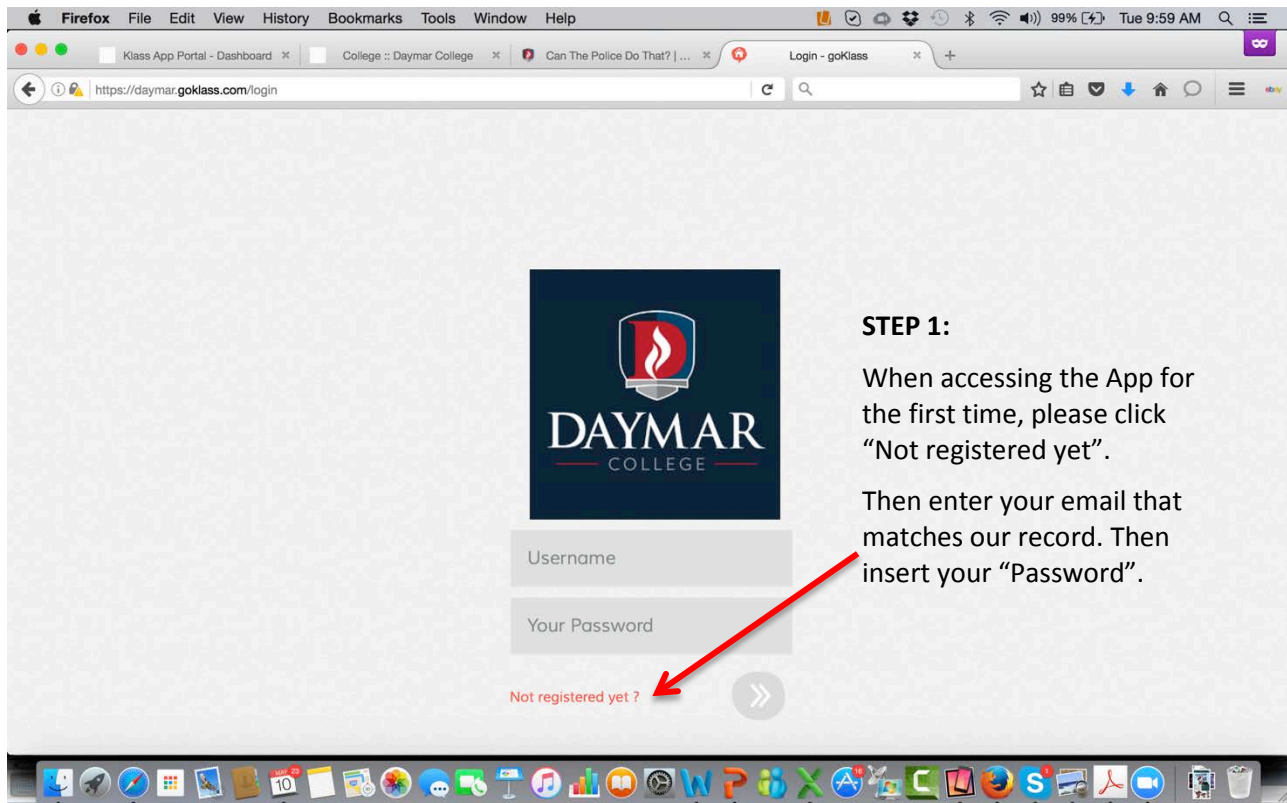 Firefox File Edit View History Bookmarks Tools Window Help 99% Tue 9:59 AM
Klass App Portal - Dashboard College :: Daymar College Can The Police Do That? | ... Login - goKlass
https://daymar.goklass.com/login
ebay
DAYMAR
COLLEGE
Username
Your Password
Not registered yet ?
STEP 1:
When accessing the App for
the first time, please click
“Not registered yet”.
Then enter your email that
matches our record. Then
insert your “Password”.